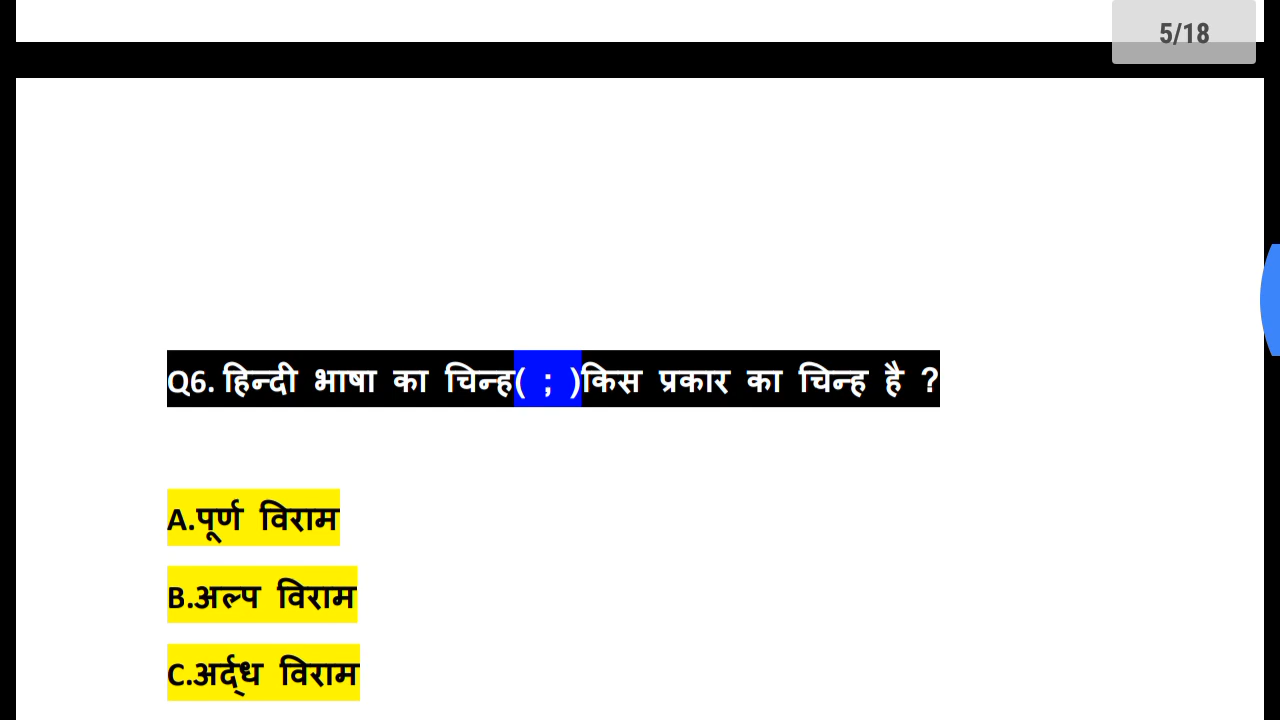 5/18
Q6. हिन्दी भाषा का चिन्ह( ; )किस प्रकार का चिन्ह है ?
A.पूर्ण विराम
B.अल्प विराम
C.अर्द्ध विराम